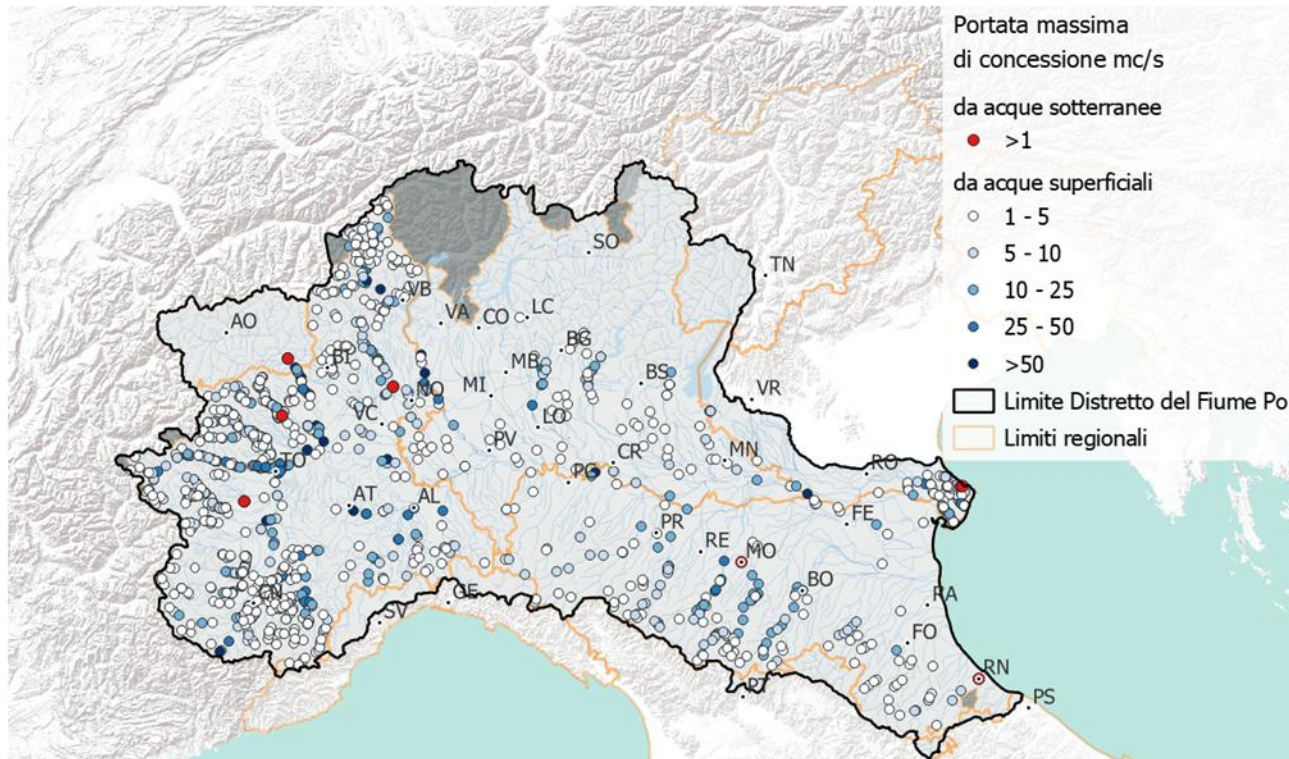 Portata massima
di concessione mc/s
da acque sotterranee
>1
da acque superficiali
1 - 5
5 - 10
10 - 25
25 - 50
>50
Limite Distretto del Fiume Po
Limiti regionali
SO
TN
VB
AO
VA
CO
LC
BG
BI
MB
BS
NO
MI
VR
VC
LO
PV
CR
MN
RO
TO
PC
AT
AL
FE
PR
RE
MO
BO
CN
GE
RA
SV
FO
RN
PT
PS